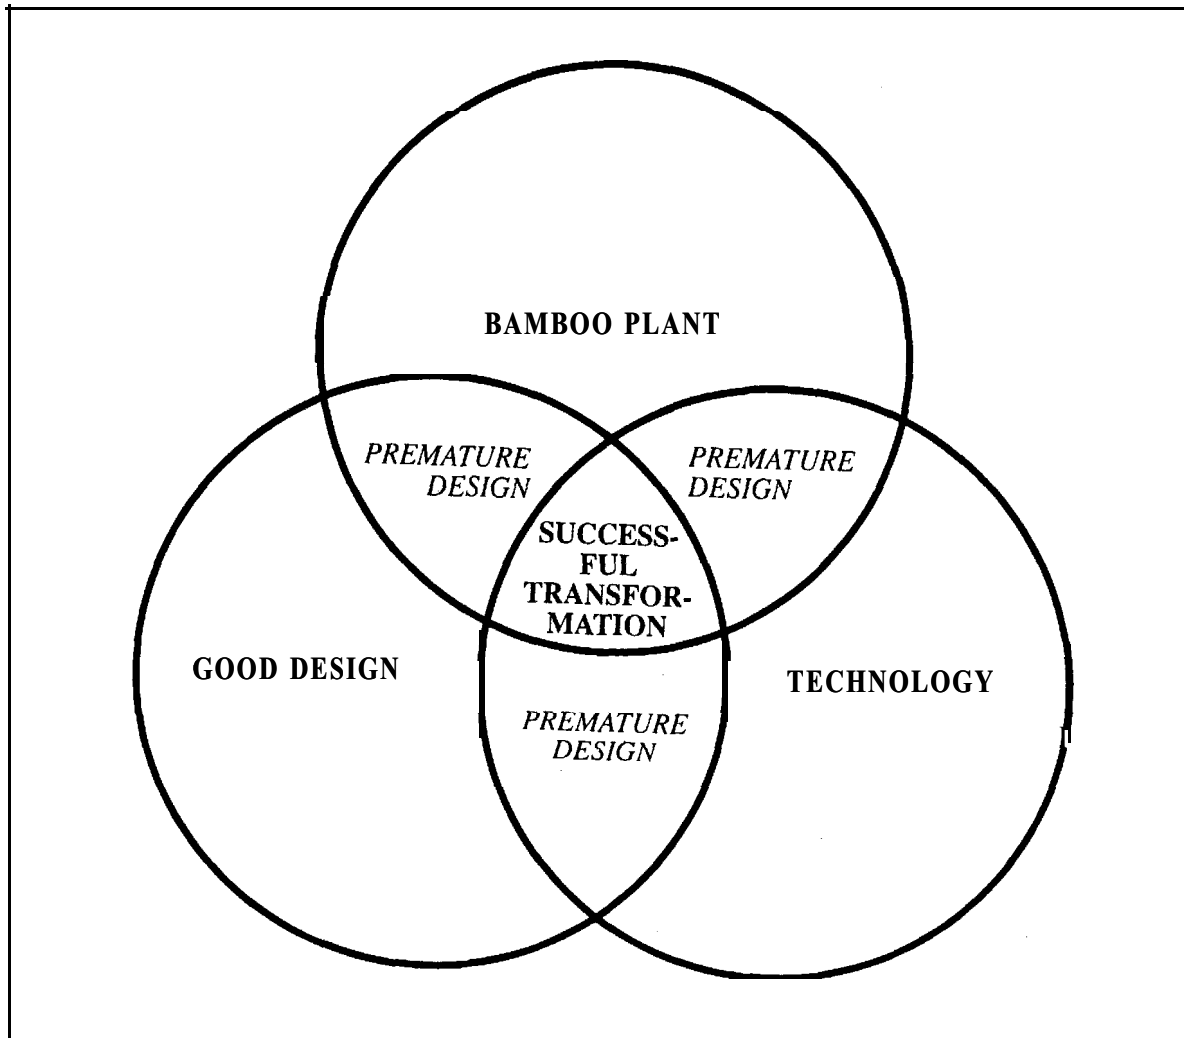 BAMBOO PLANT
PREMATURE
DESIGN
PREMATURE
DESIGN
SUCCESS-
FUL
TRANSFOR-
MATION
GOOD DESIGN
TECHNOLOGY
PREMATURE
DESIGN